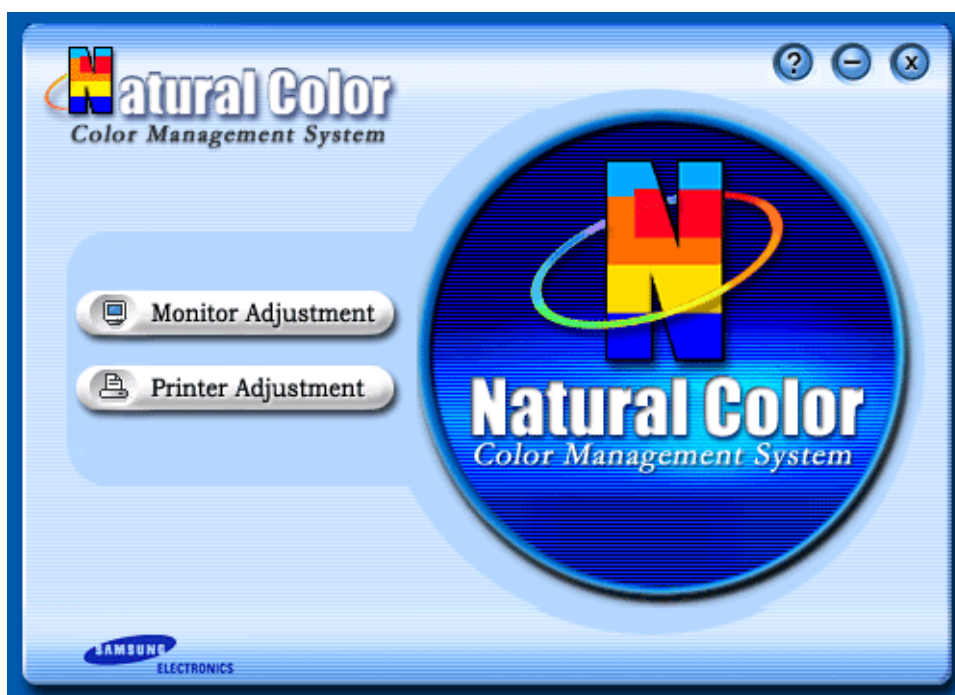 Natural Color
Color Management System
? – x
Monitor Adjustment
Printer Adjustment
N
Natural Color
Color Management System
SAMSUNG
ELECTRONICS